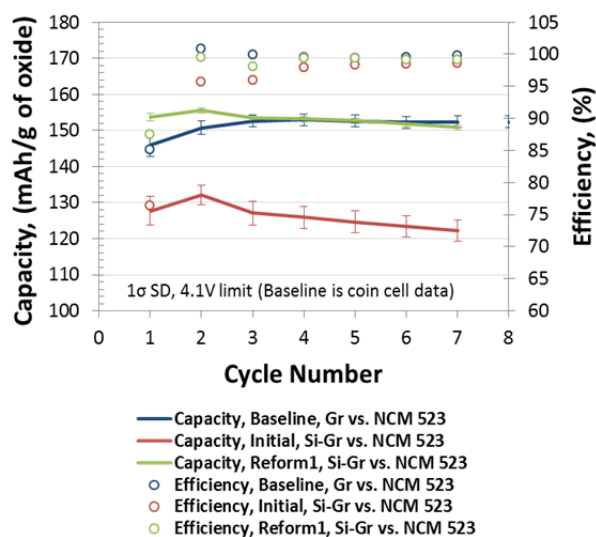 Capacity, (mAh/g of oxide)
180
170
160
150
140
130
120
110
100
105
100
95
90
85
80
75
70
65
60
Efficiency, (%)
1σ SD, 4.1V limit (Baseline is coin cell data)
0 1 2 3 4 5 6 7 8
Cycle Number
Capacity, Baseline, Gr vs. NCM 523
Capacity, Initial, Si-Gr vs. NCM 523
Capacity, Reform1, Si-Gr vs. NCM 523
Efficiency, Baseline, Gr vs. NCM 523
Efficiency, Initial, Si-Gr vs. NCM 523
Efficiency, Reform1, Si-Gr vs. NCM 523